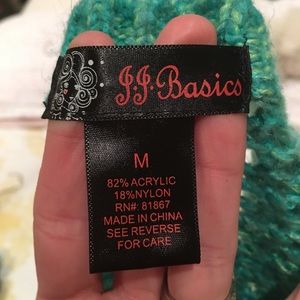 J.J. Basics
M
82% ACRYLIC
18%NYLON
RN#: 81867
MADE IN CHINA
SEE REVERSE
FOR CARE